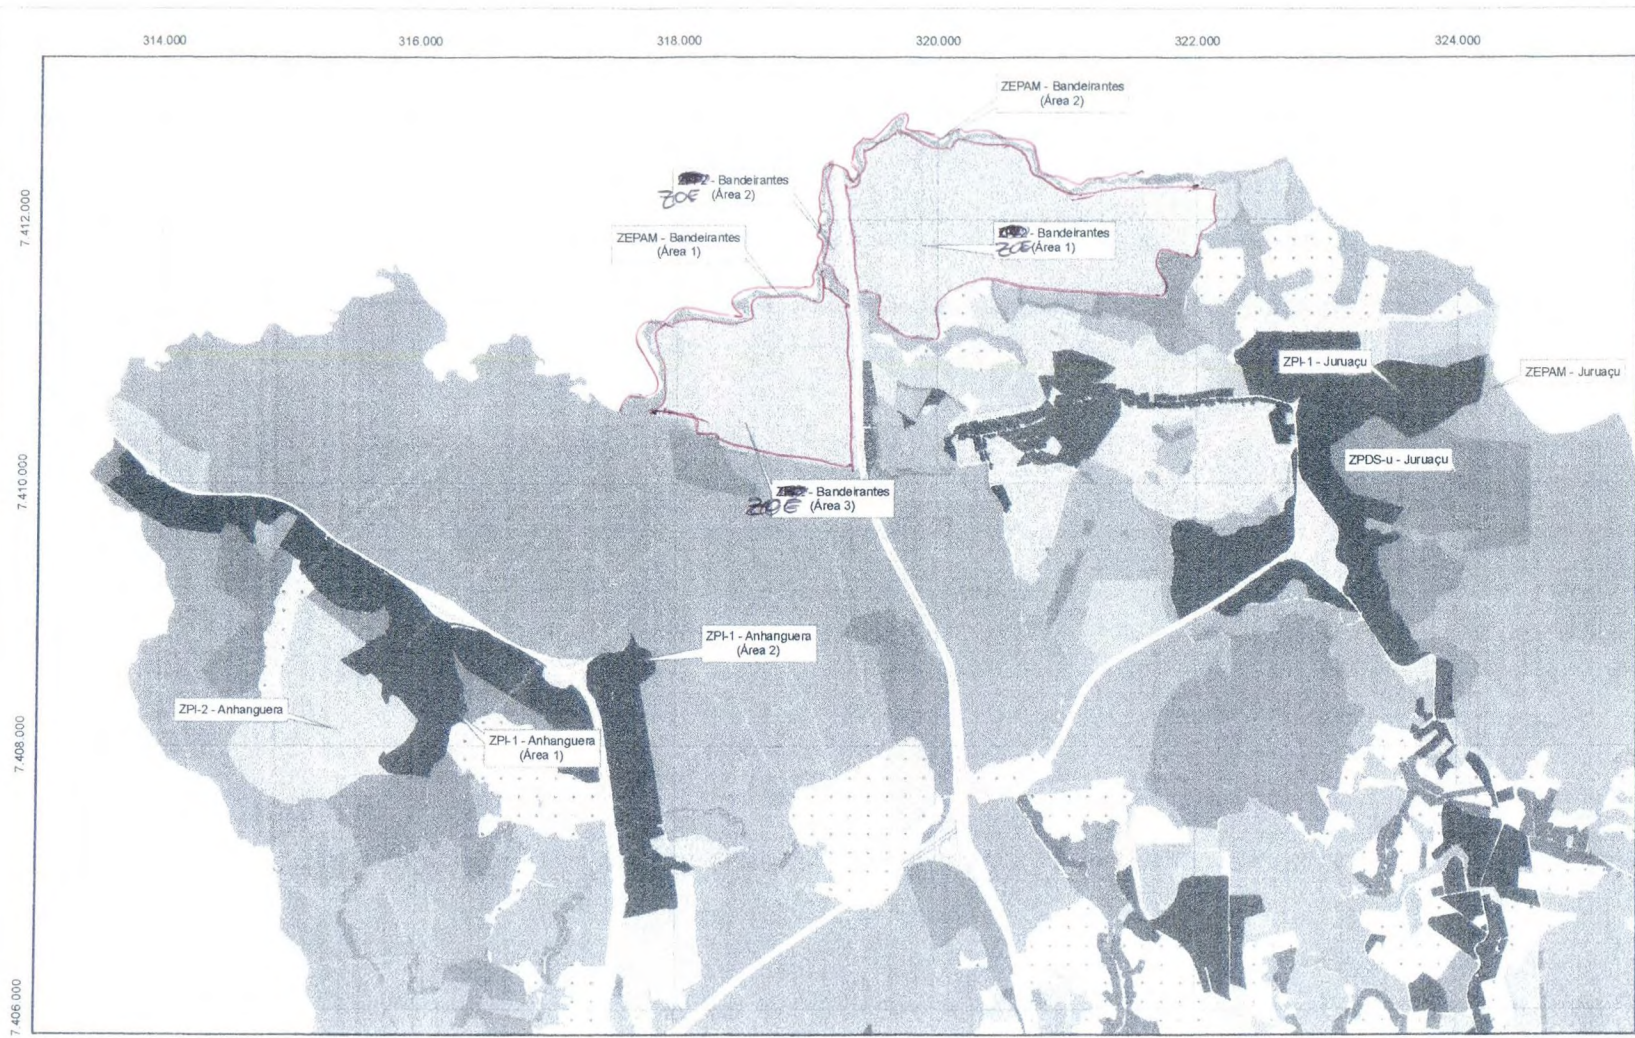 314.000 316.000 318.000 320.000 322.000 324.000
ZEPAM - Bandeirantes
(Área 2)
- Bandeirantes
ZOE (Área 2)
7.412.000
ZEPAM - Bandeirantes
(Área 1)
- Bandeirantes
ZOE (Área 1)
ZPI-1 - Juruaçu
ZEPAM - Juruaçu
7.410.000
ZPDS-u - Juruaçu
- Bandeirantes
ZOE (Área 3)
ZPI-1 - Anhanguera
(Área 2)
ZPI-2 - Anhanguera
ZPI-1 - Anhanguera
(Área 1)
7.408.000
7.406.000